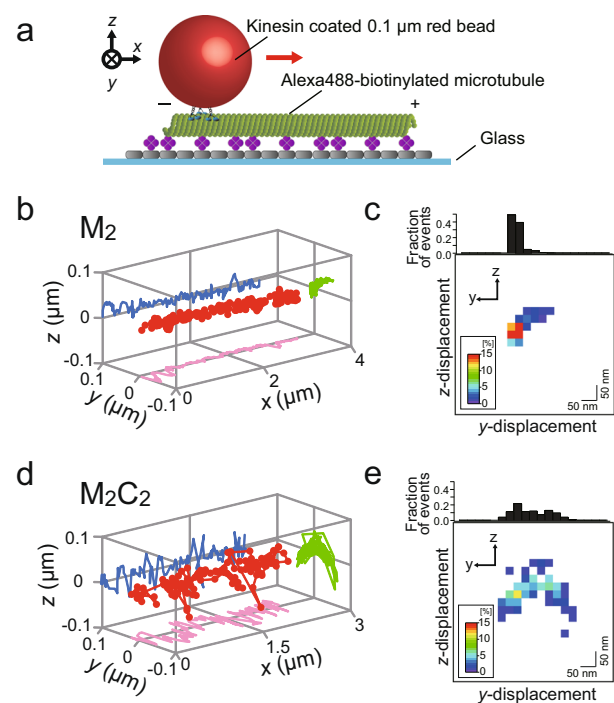 a
z
x
y
Kinesin coated 0.1 μm red bead
Alexa488-biotinylated microtubule
− +
Glass
b M₂
z (μm)
0.1
0
-0.1
0.1
0
-0.1
y (μm)
0
2
4
x (μm)
c
Fraction
of events
0.4
0.2
0.0
z
y
z-displacement
[%]
15
10
5
0
50 nm
50 nm
y-displacement
d M₂C₂
z (μm)
0.1
0
-0.1
0.1
0
-0.1
y (μm)
0
1.5
3
x (μm)
e
Fraction
of events
0.4
0.2
0.0
z
y
z-displacement
[%]
15
10
5
0
50 nm
50 nm
y-displacement